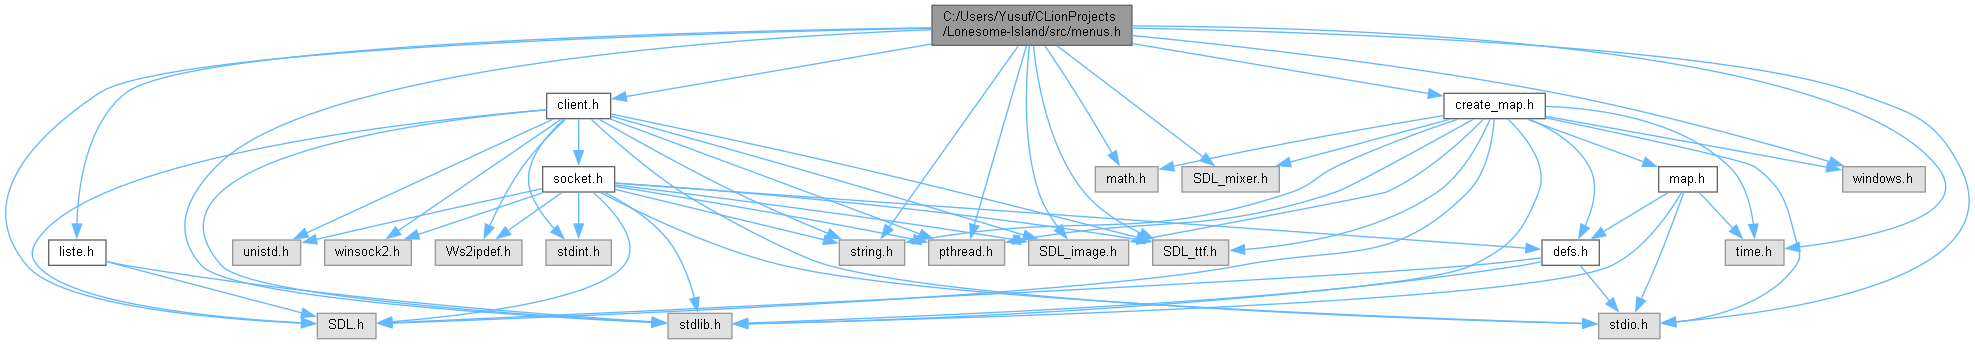 C:/Users/Yusuf/CLionProjects
/Lonesome-Island/src/menus.h
client.h
create_map.h
socket.h
math.h
SDL_mixer.h
map.h
windows.h
liste.h
unistd.h
winsock2.h
Ws2ipdef.h
stdint.h
string.h
pthread.h
SDL_image.h
SDL_ttf.h
defs.h
time.h
SDL.h
stdlib.h
stdio.h